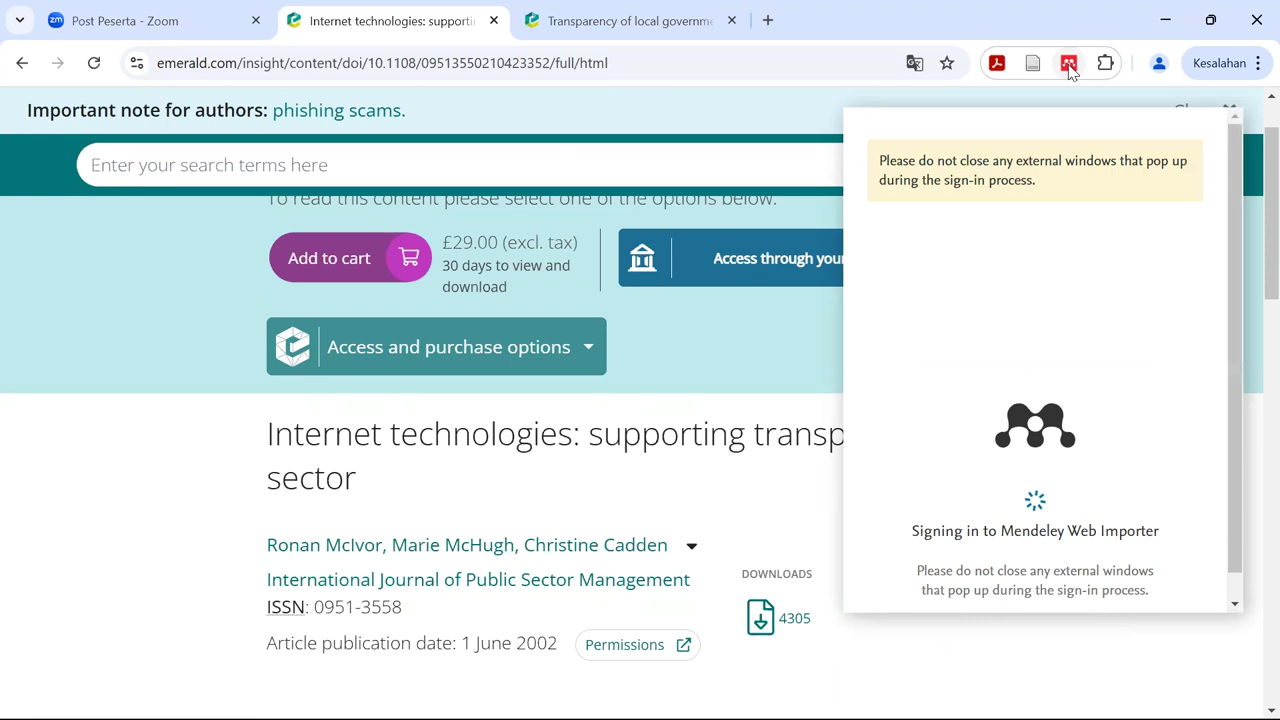 Post Peserta - Zoom
Internet technologies: supporti
Transparency of local governme
emerald.com/insight/content/doi/10.1108/09513550210423352/full/html
Kesalahan
Important note for authors: phishing scams.
Enter your search terms here
To read this content please select one of the options below:
Add to cart
£29.00 (excl. tax)
30 days to view and
download
Access through your
Access and purchase options
Internet technologies: supporting transp
sector
Ronan McIvor, Marie McHugh, Christine Cadden
International Journal of Public Sector Management
ISSN: 0951-3558
Article publication date: 1 June 2002
Permissions
DOWNLOADS
4305
Please do not close any external windows that pop up
during the sign-in process.
Signing in to Mendeley Web Importer
Please do not close any external windows
that pop up during the sign-in process.